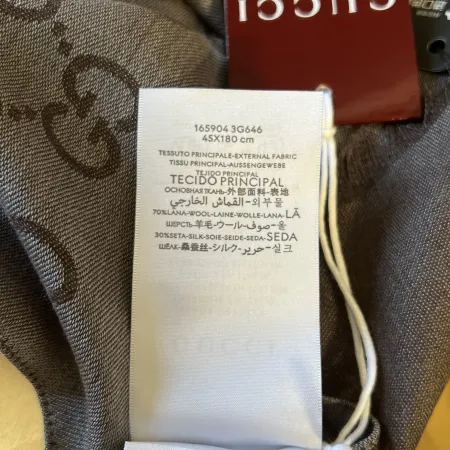 GUCCI
165904 3G646
45X180 cm
TESSUTO PRINCIPALE-EXTERNAL FABRIC
TISSU PRINCIPAL-AUSSENGEWEBE
TEJIDO PRINCIPAL
TECIDO PRINCIPAL
ОСНОВНАЯ ТКАНЬ-外部面料-表地
القماش الخارجي-외부물
70%LANA-WOOL-LAINE-WOLLE-LANA-LÃ
ШЕРСТЬ-羊毛-ウール-صوف-울
30%SETA-SILK-SOIE-SEIDE-SEDA-SEDA
ШЕЛК-桑蚕丝-シルク-حرير-실크